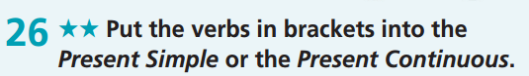 26 ★★ Put the verbs in brackets into the
Present Simple or the Present Continuous.